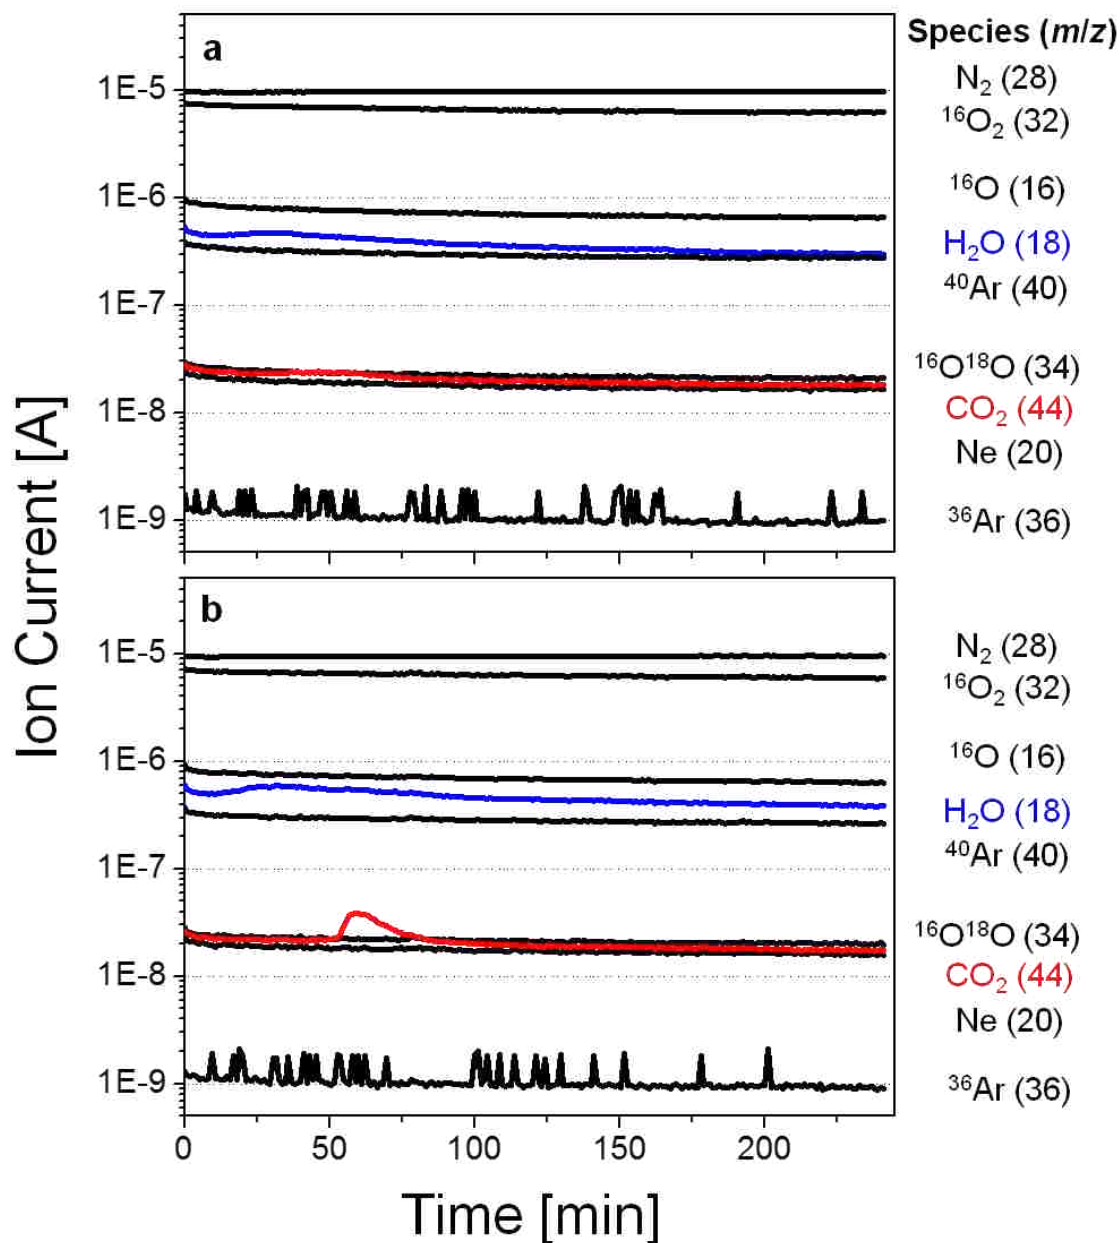 Species (m/z)
a
1E-5
1E-6
1E-7
1E-8
1E-9
N₂ (28)
¹⁶O₂ (32)
¹⁶O (16)
H₂O (18)
⁴⁰Ar (40)
¹⁶O¹⁸O (34)
CO₂ (44)
Ne (20)
³⁶Ar (36)
Ion Current [A]
b
1E-5
1E-6
1E-7
1E-8
1E-9
N₂ (28)
¹⁶O₂ (32)
¹⁶O (16)
H₂O (18)
⁴⁰Ar (40)
¹⁶O¹⁸O (34)
CO₂ (44)
Ne (20)
³⁶Ar (36)
0 50 100 150 200
Time [min]